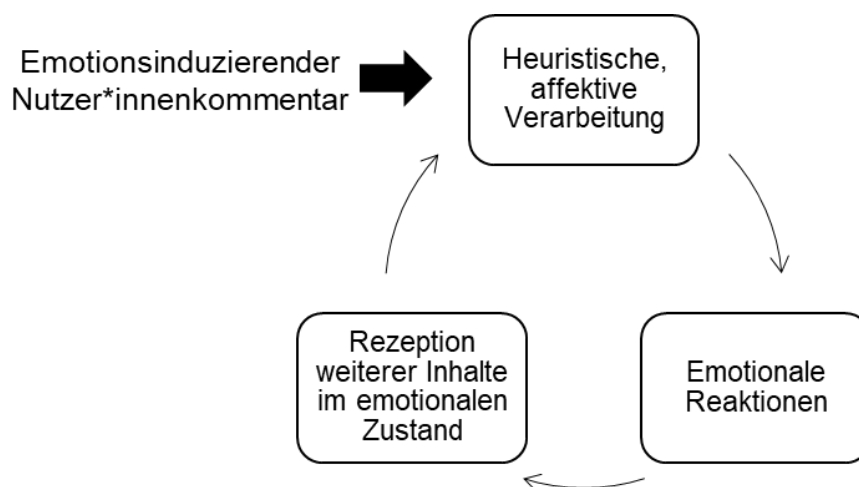 Emotionsinduzierender
Nutzer*innenkommentar
Heuristische,
affektive
Verarbeitung
Emotionale
Reaktionen
Rezeption
weiterer Inhalte
im emotionalen
Zustand